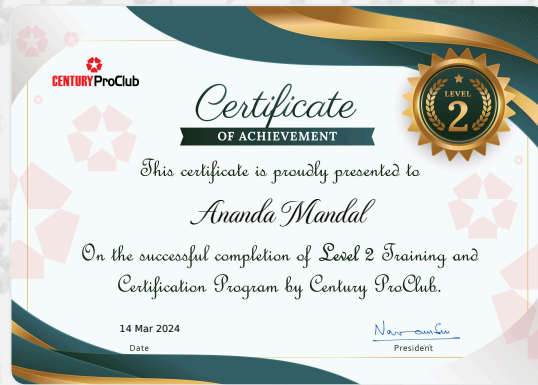 CENTURY ProClub
Certificate
OF ACHIEVEMENT
LEVEL
2
This certificate is proudly presented to
Ananda Mandal
On the successful completion of Level 2 Training and
Certification Program by Century ProClub.
14 Mar 2024
Date
President